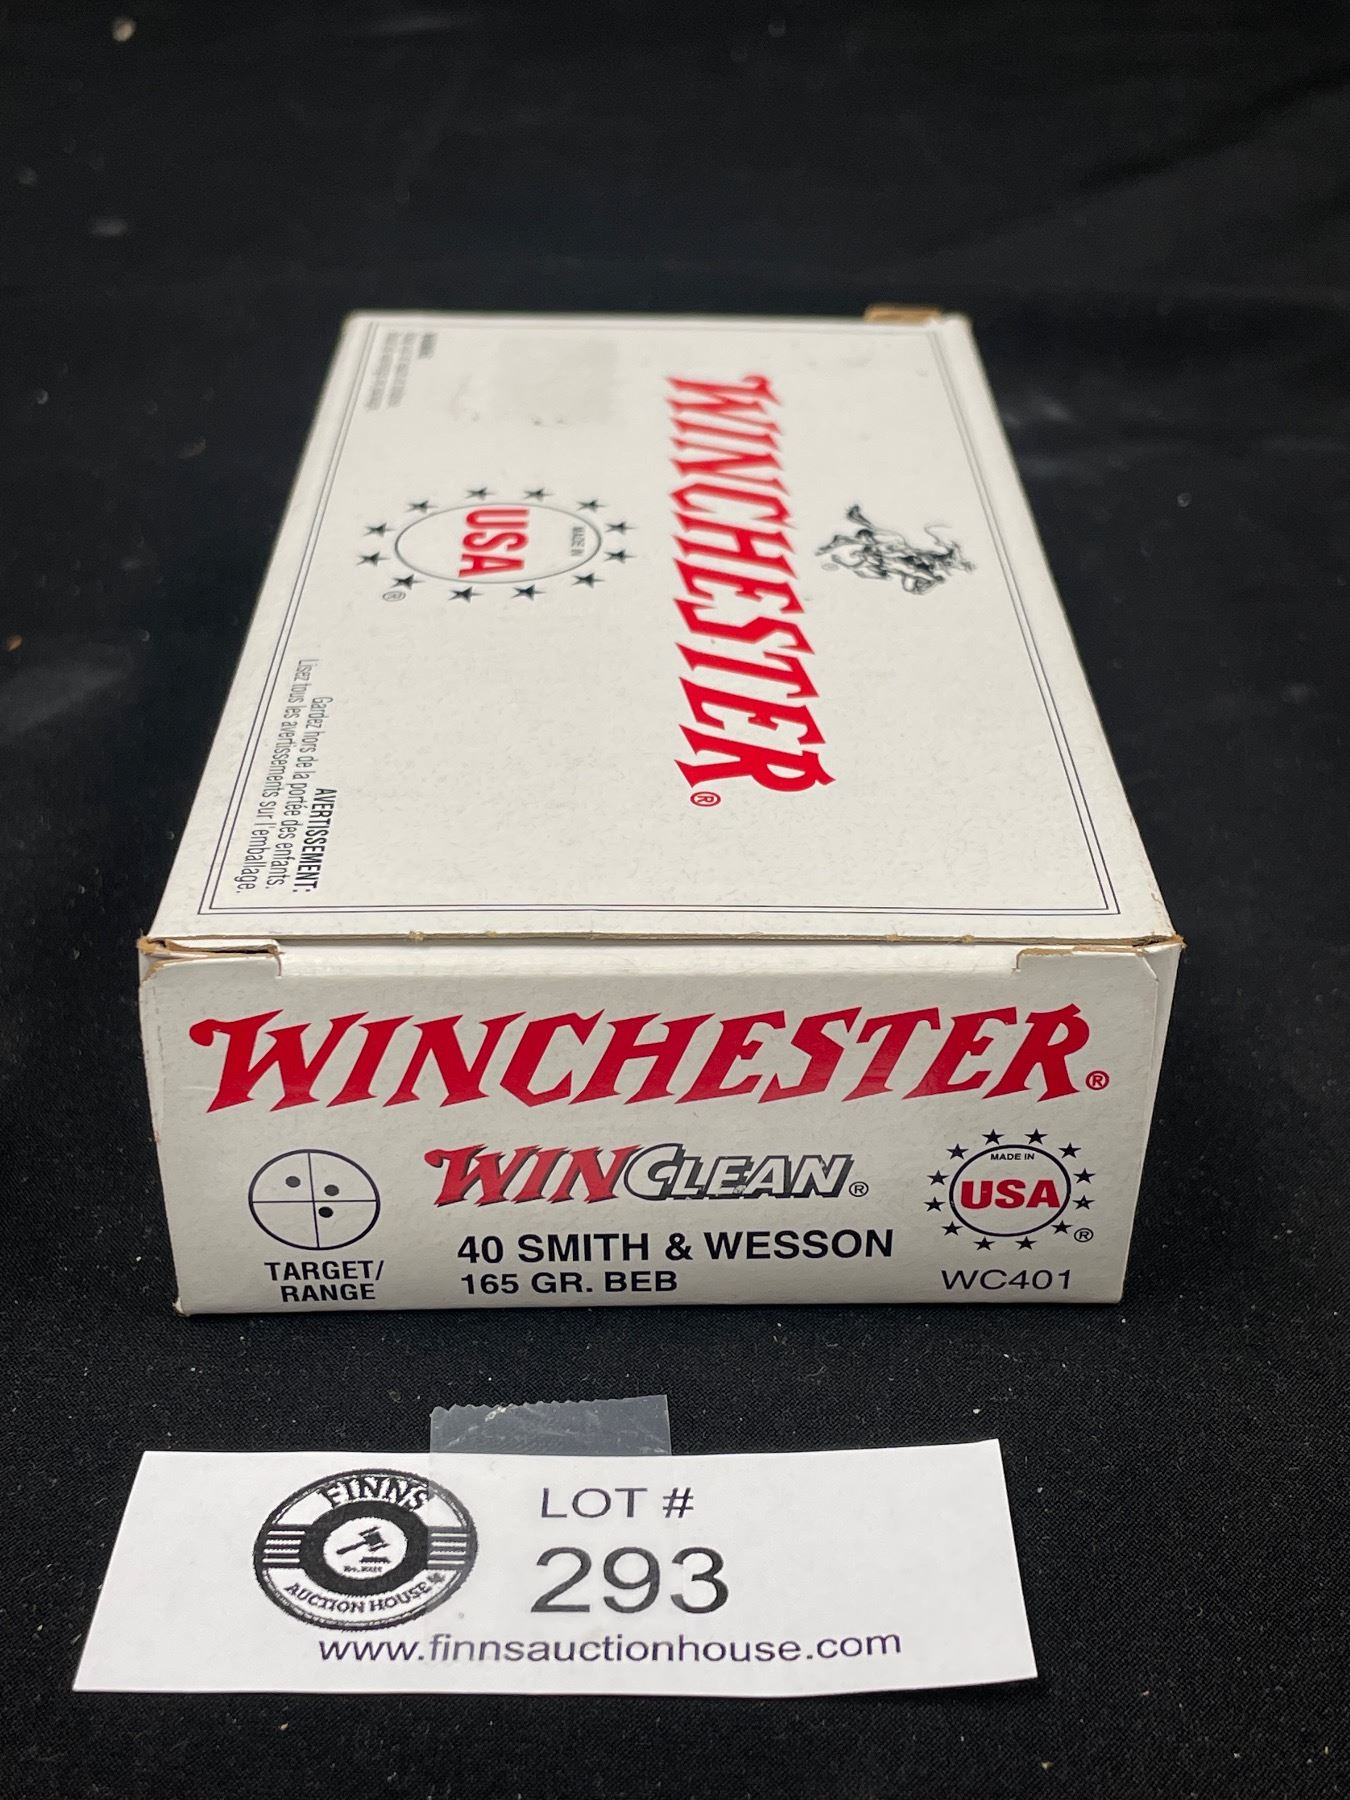 WINCHESTER®
MADE IN
USA
®
AVERTISSEMENT:
Gardez hors de la portée des enfants.
Lisez tous les avertissements sur l'emballage.
WINCHESTER®
WINCLEAN®
MADE IN
USA
®
40 SMITH & WESSON
165 GR. BEB
TARGET/
RANGE
WC401
FINNS
AUCTION HOUSE
LOT #
293
www.finnsauctionhouse.com